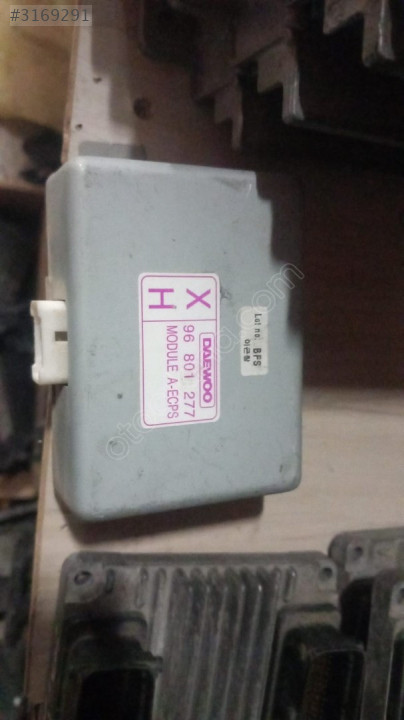 #3169291
X H
DAEWOO
96 801 277
MODULE A-ECPS
Lot no. BPS